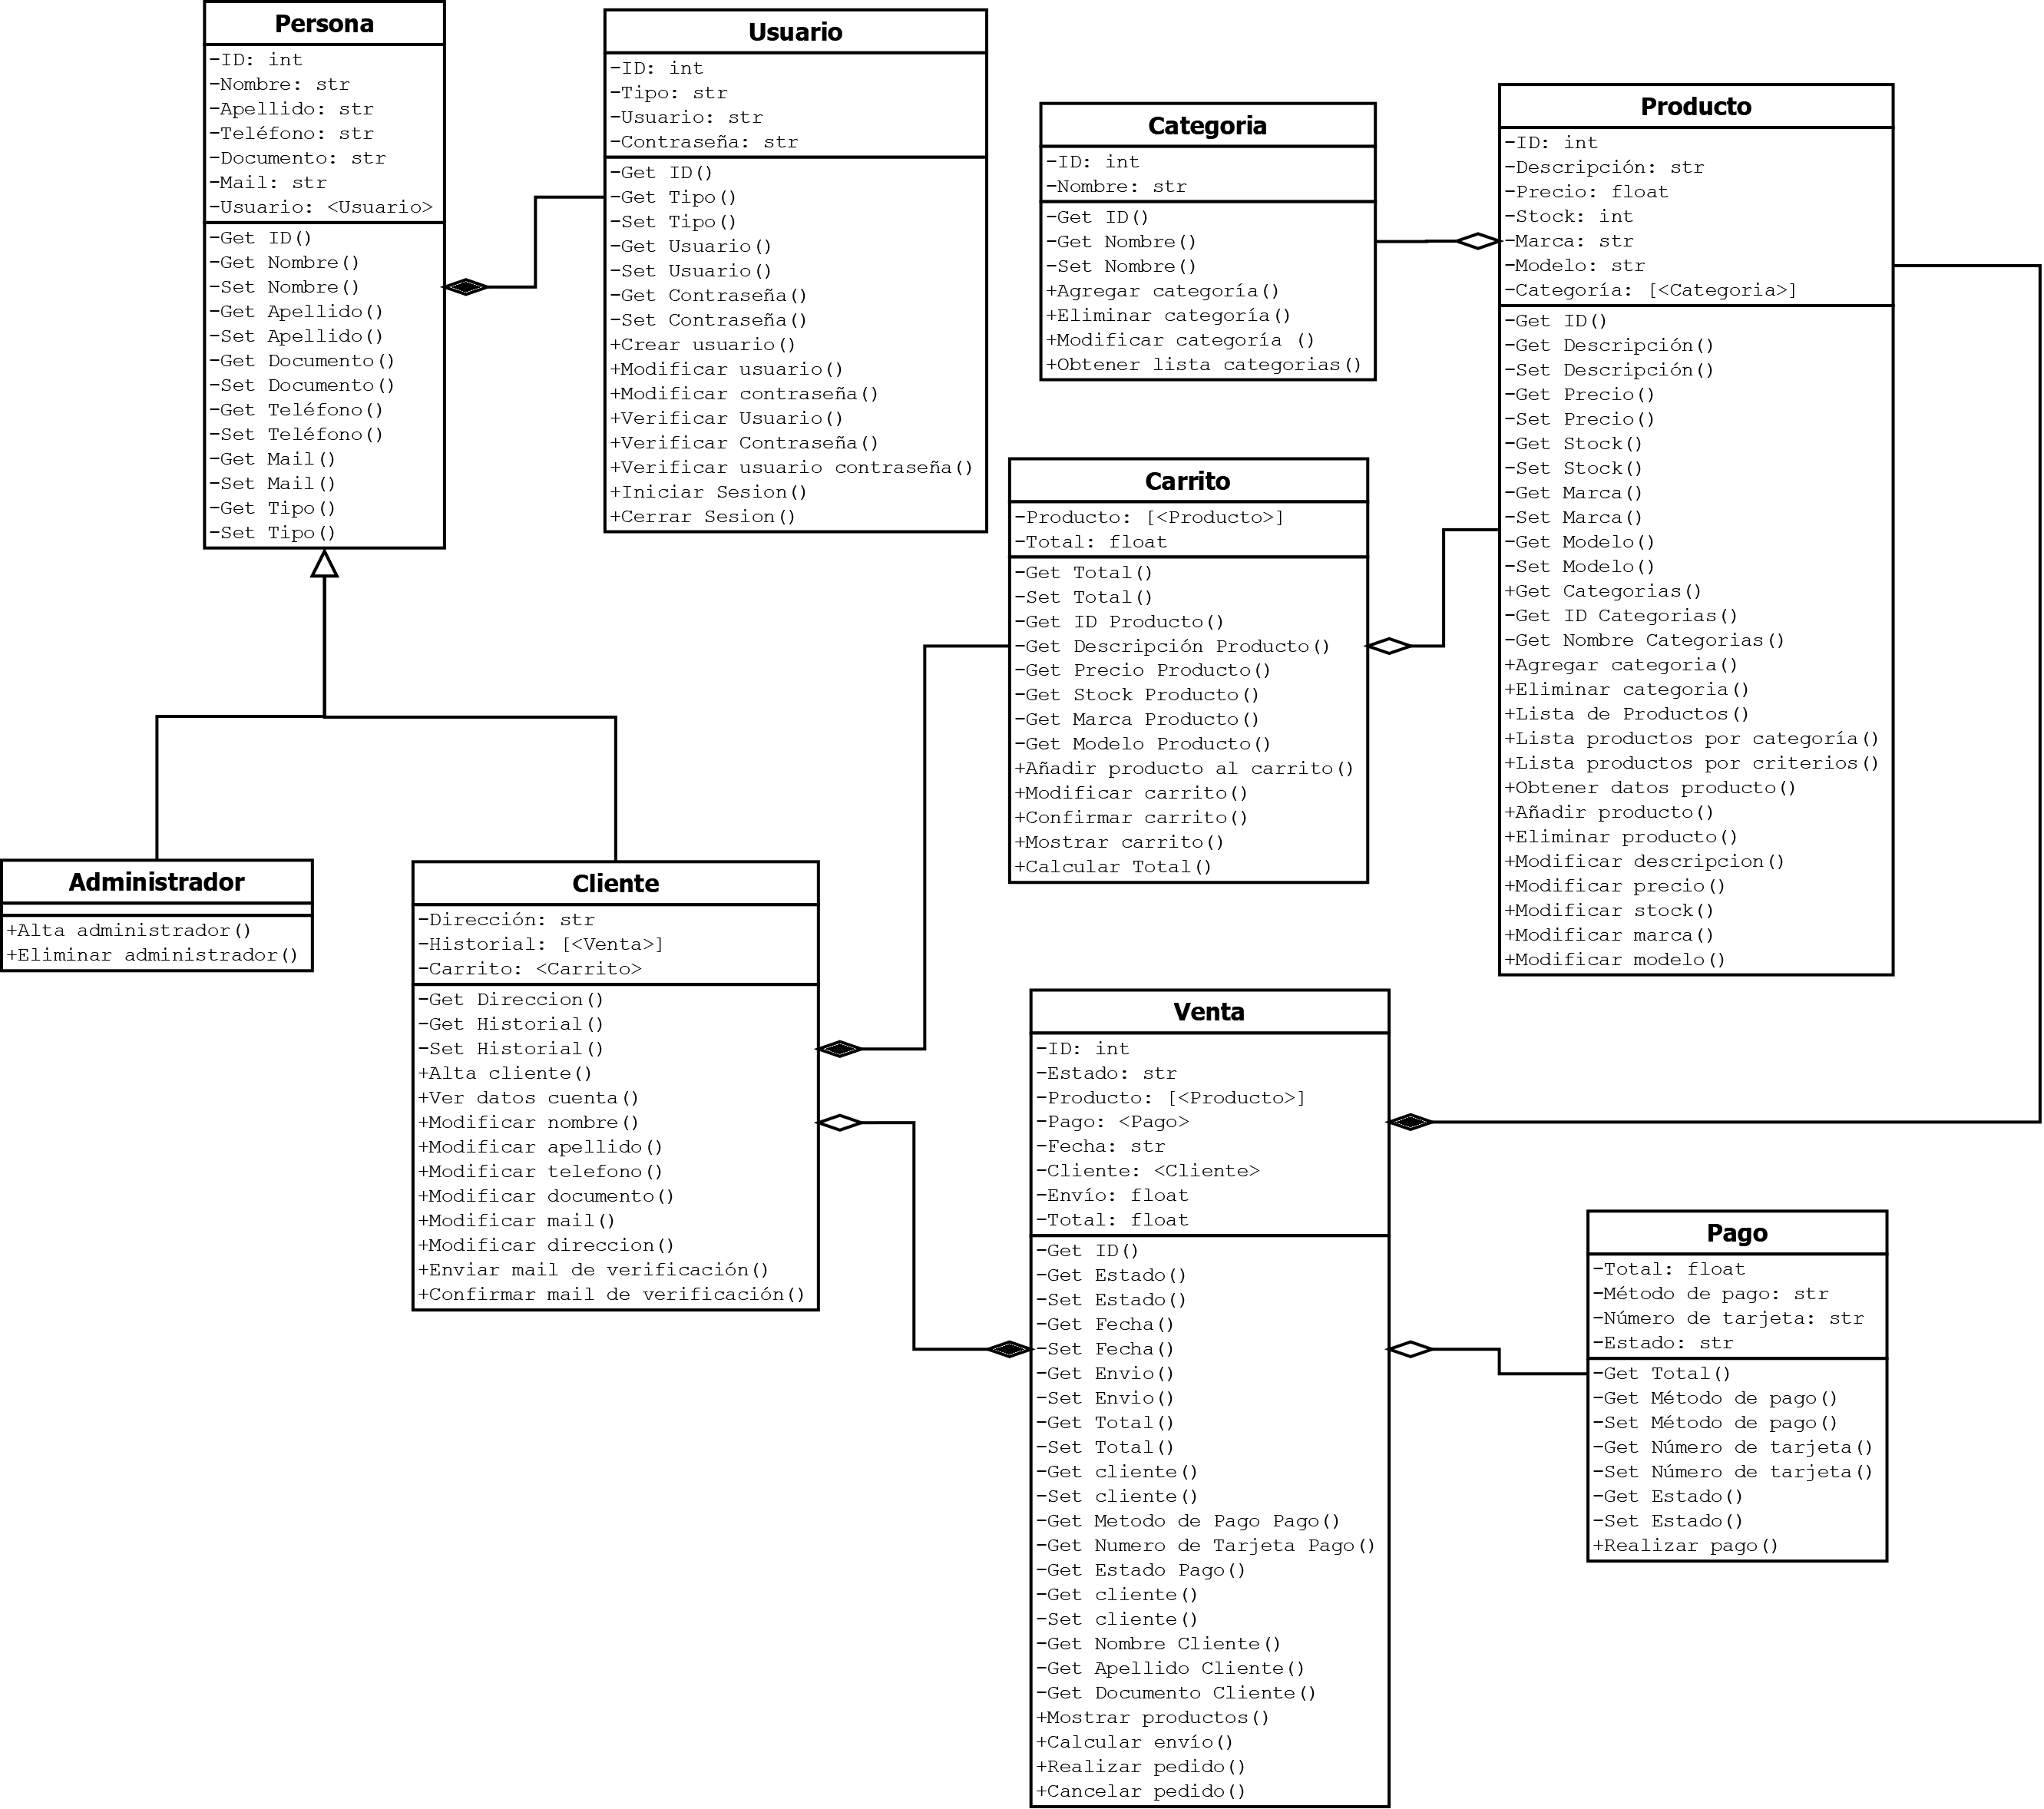 Persona
-ID: int
-Nombre: str
-Apellido: str
-Teléfono: str
-Documento: str
-Mail: str
-Usuario: <Usuario>
-Get ID()
-Get Nombre()
-Set Nombre()
-Get Apellido()
-Set Apellido()
-Get Documento()
-Set Documento()
-Get Teléfono()
-Set Teléfono()
-Get Mail()
-Set Mail()
-Get Tipo()
-Set Tipo()
Usuario
-ID: int
-Tipo: str
-Usuario: str
-Contraseña: str
-Get ID()
-Get Tipo()
-Set Tipo()
-Get Usuario()
-Set Usuario()
-Get Contraseña()
-Set Contraseña()
+Crear usuario()
+Modificar usuario()
+Modificar contraseña()
+Verificar Usuario()
+Verificar Contraseña()
+Verificar usuario contraseña()
+Iniciar Sesion()
+Cerrar Sesion()
Categoria
-ID: int
-Nombre: str
-Get ID()
-Get Nombre()
-Set Nombre()
+Agregar categoría()
+Eliminar categoría()
+Modificar categoría ()
+Obtener lista categorias()
Producto
-ID: int
-Descripción: str
-Precio: float
-Stock: int
-Marca: str
-Modelo: str
-Categoría: [<Categoria>]
-Get ID()
-Get Descripción()
-Set Descripción()
-Get Precio()
-Set Precio()
-Get Stock()
-Set Stock()
-Get Marca()
-Set Marca()
-Get Modelo()
-Set Modelo()
+Get Categorias()
-Get ID Categorias()
-Get Nombre Categorias()
+Agregar categoria()
+Eliminar categoria()
+Lista de Productos()
+Lista productos por categoría()
+Lista productos por criterios()
+Obtener datos producto()
+Añadir producto()
+Eliminar producto()
+Modificar descripcion()
+Modificar precio()
+Modificar stock()
+Modificar marca()
+Modificar modelo()
Carrito
-Producto: [<Producto>]
-Total: float
-Get Total()
-Set Total()
-Get ID Producto()
-Get Descripción Producto()
-Get Precio Producto()
-Get Stock Producto()
-Get Marca Producto()
-Get Modelo Producto()
+Añadir producto al carrito()
+Modificar carrito()
+Confirmar carrito()
+Mostrar carrito()
+Calcular Total()
Administrador
+Alta administrador()
+Eliminar administrador()
Cliente
-Dirección: str
-Historial: [<Venta>]
-Carrito: <Carrito>
-Get Direccion()
-Get Historial()
-Set Historial()
+Alta cliente()
+Ver datos cuenta()
+Modificar nombre()
+Modificar apellido()
+Modificar telefono()
+Modificar documento()
+Modificar mail()
+Modificar direccion()
+Enviar mail de verificación()
+Confirmar mail de verificación()
Venta
-ID: int
-Estado: str
-Producto: [<Producto>]
-Pago: <Pago>
-Fecha: str
-Cliente: <Cliente>
-Envío: float
-Total: float
-Get ID()
-Get Estado()
-Set Estado()
-Get Fecha()
-Set Fecha()
-Get Envio()
-Set Envio()
-Get Total()
-Set Total()
-Get cliente()
-Set cliente()
-Get Metodo de Pago Pago()
-Get Numero de Tarjeta Pago()
-Get Estado Pago()
-Get cliente()
-Set cliente()
-Get Nombre Cliente()
-Get Apellido Cliente()
-Get Documento Cliente()
+Mostrar productos()
+Calcular envío()
+Realizar pedido()
+Cancelar pedido()
Pago
-Total: float
-Método de pago: str
-Número de tarjeta: str
-Estado: str
-Get Total()
-Get Método de pago()
-Set Método de pago()
-Get Número de tarjeta()
-Set Número de tarjeta()
-Get Estado()
-Set Estado()
+Realizar pago()